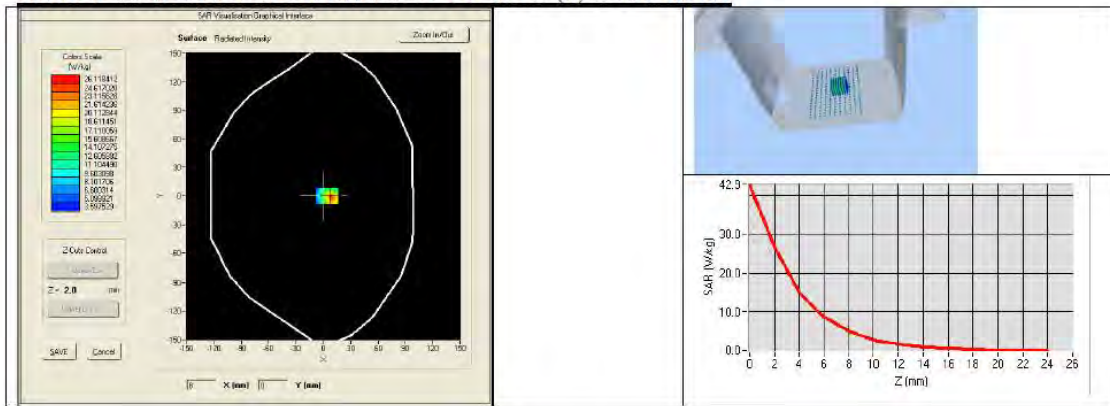 SAR Visualisation Graphical Interface
Surface Radiated Intensity
Zoom In/Out
Colors Scale
(W/kg)
26.118412
24.617020
23.115628
21.614236
20.112844
18.611451
17.110059
15.608667
14.107275
12.605882
11.104490
9.603098
8.101706
6.600314
5.098921
3.597529
150
120
90
60
30
0
-30
-60
-90
-120
-150
Y
-150 -120 -90 -60 -30 0 30 60 90 120 150
X
Z Cuts Control
Z = 2.0 mm
SAVE
Cancel
X (mm)
Y (mm)
42.9
30.0
20.0
10.0
0.0
SAR (W/kg)
0 2 4 6 8 10 12 14 16 18 20 22 24 26
Z (mm)